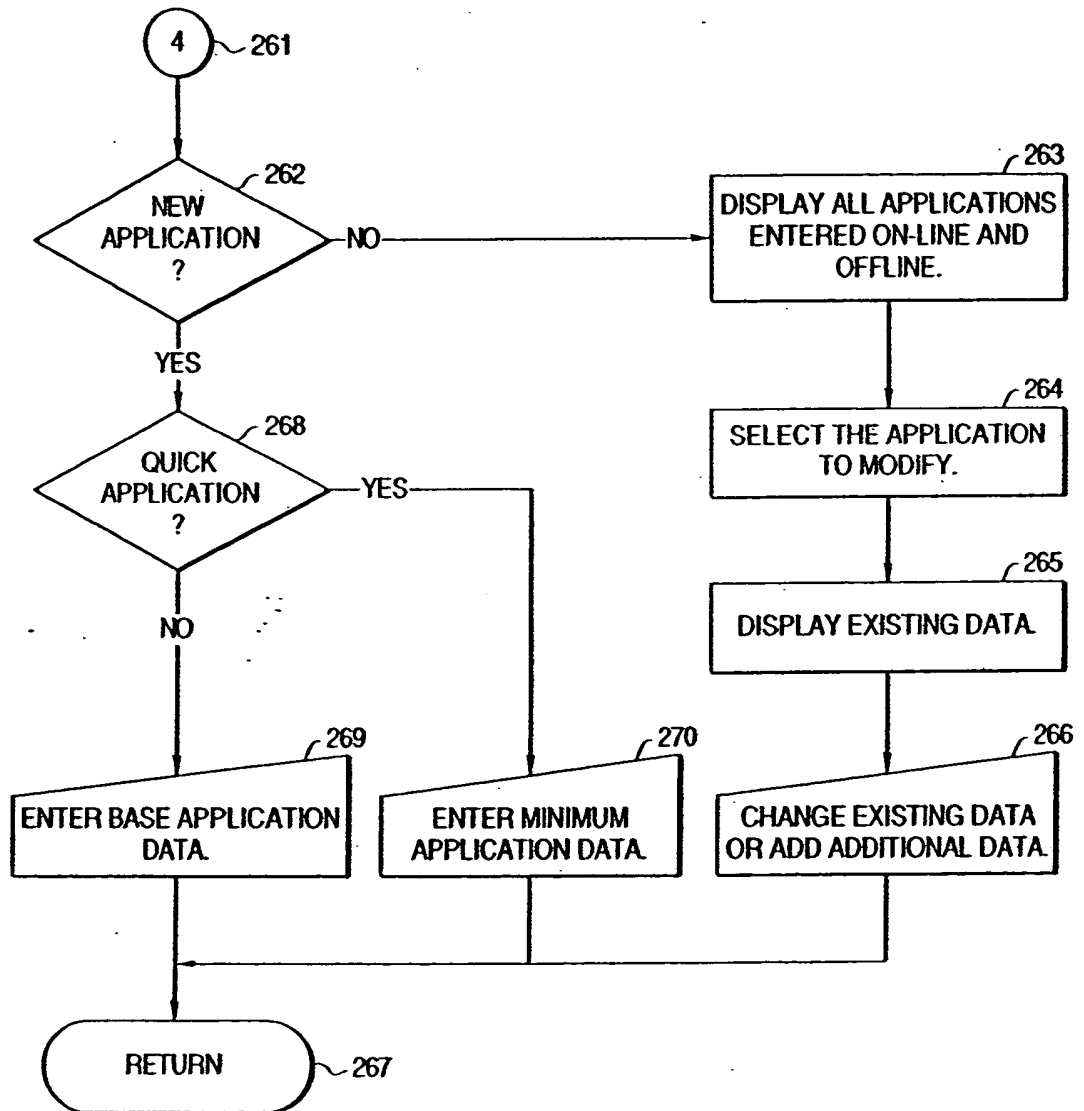 4
261
262
NEW
APPLICATION
?
NO
263
DISPLAY ALL APPLICATIONS
ENTERED ON-LINE AND
OFFLINE.
YES
264
SELECT THE APPLICATION
TO MODIFY.
268
QUICK
APPLICATION
?
YES
265
DISPLAY EXISTING DATA.
NO
269
ENTER BASE APPLICATION
DATA.
270
ENTER MINIMUM
APPLICATION DATA.
266
CHANGE EXISTING DATA
OR ADD ADDITIONAL DATA.
RETURN
267